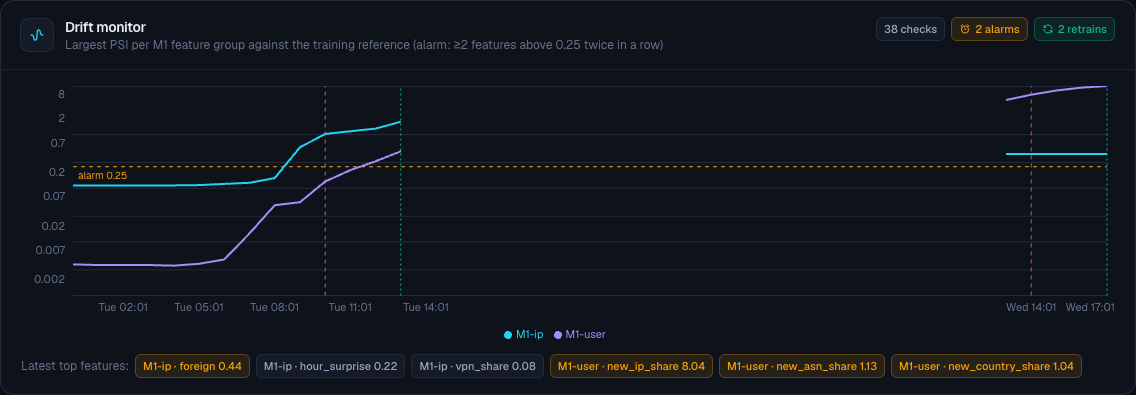 Drift monitor
Largest PSI per M1 feature group against the training reference (alarm: ≥2 features above 0.25 twice in a row)
38 checks
2 alarms
2 retrains
8
2
0.7
0.2
0.07
0.02
0.007
0.002
alarm 0.25
Tue 02:01 Tue 05:01 Tue 08:01 Tue 11:01 Tue 14:01 Wed 14:01 Wed 17:01
M1-ip M1-user
Latest top features: M1-ip · foreign 0.44 M1-ip · hour_surprise 0.22 M1-ip · vpn_share 0.08 M1-user · new_ip_share 8.04 M1-user · new_asn_share 1.13 M1-user · new_country_share 1.04